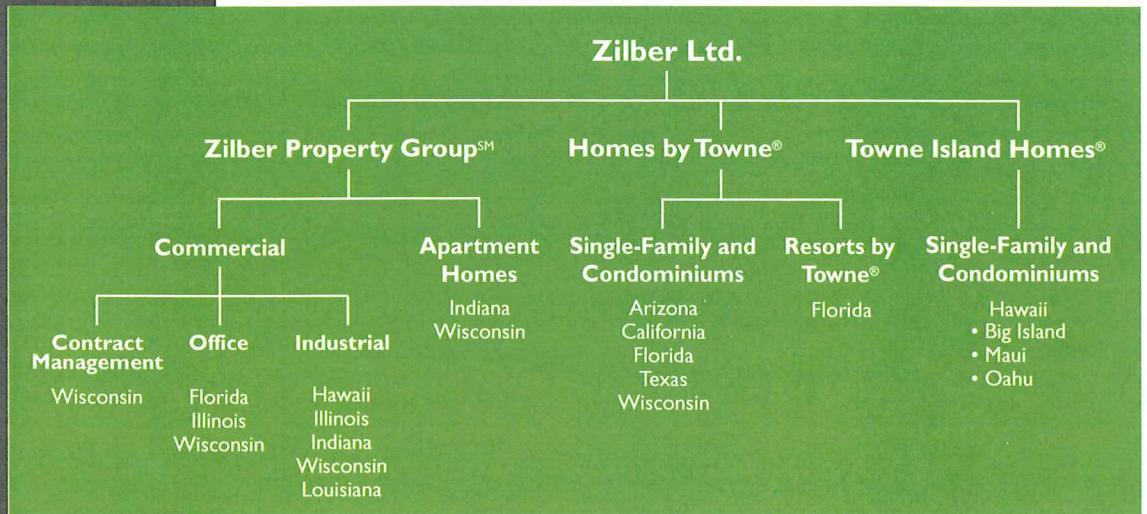 Zilber Ltd.
Zilber Property Group℠
Homes by Towne®
Towne Island Homes®
Commercial
Apartment
Homes
Indiana
Wisconsin
Single-Family and
Condominiums
Arizona
California
Florida
Texas
Wisconsin
Resorts by
Towne®
Florida
Single-Family and
Condominiums
Hawaii
• Big Island
• Maui
• Oahu
Contract
Management
Wisconsin
Office
Florida
Illinois
Wisconsin
Industrial
Hawaii
Illinois
Indiana
Wisconsin
Louisiana